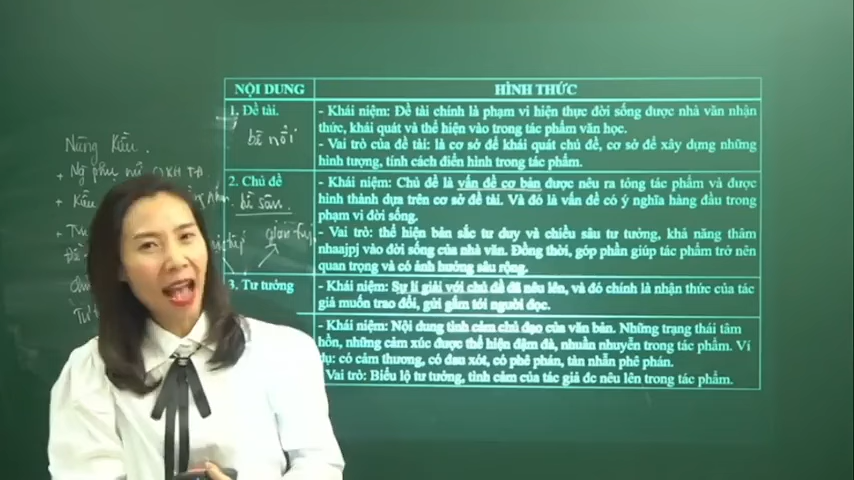 NỘI DUNG
HÌNH THỨC
1. Đề tài.
bề nổi
- Khái niệm: Đề tài chính là phạm vi hiện thực đời sống được nhà văn nhận
thức, khái quát và thể hiện vào trong tác phẩm văn học.
- Vai trò của đề tài: là cơ sở để khái quát chủ đề, cơ sở để xây dựng những
hình tượng, tính cách điển hình trong tác phẩm.
2. Chủ đề
bề sâu.
- Khái niệm: Chủ đề là vấn đề cơ bản được nêu ra tỏng tác phẩm và được
hình thành dựa trên cơ sở đề tài. Và đó là vấn đề có ý nghĩa hàng đầu trong
phạm vi đời sống.
- Vai trò: thể hiện bản sắc tư duy và chiều sâu tư tưởng, khả năng thâm
nhaajpj vào đời sống của nhà văn. Đồng thời, góp phần giúp tác phẩm trở nên
quan trọng và có ảnh hưởng sâu rộng.
3. Tư tưởng
- Khái niệm: Sự lí giải với chủ đề đã nêu lên, và đó chính là nhận thức của tác
giả muốn trao đổi, gửi gắm tới người đọc.
- Khái niệm: Nội dung tình cảm chủ đạo của văn bản. Những trạng thái tâm
hồn, những cảm xúc được thể hiện đậm đà, nhuần nhuyễn trong tác phẩm. Ví
dụ: có cảm thương, có đau xót, có phê phán, tàn nhẫn phê phán.
Vai trò: Biểu lộ tư tưởng, tình cảm của tác giả đc nêu lên trong tác phẩm.
Nàng Kiều.